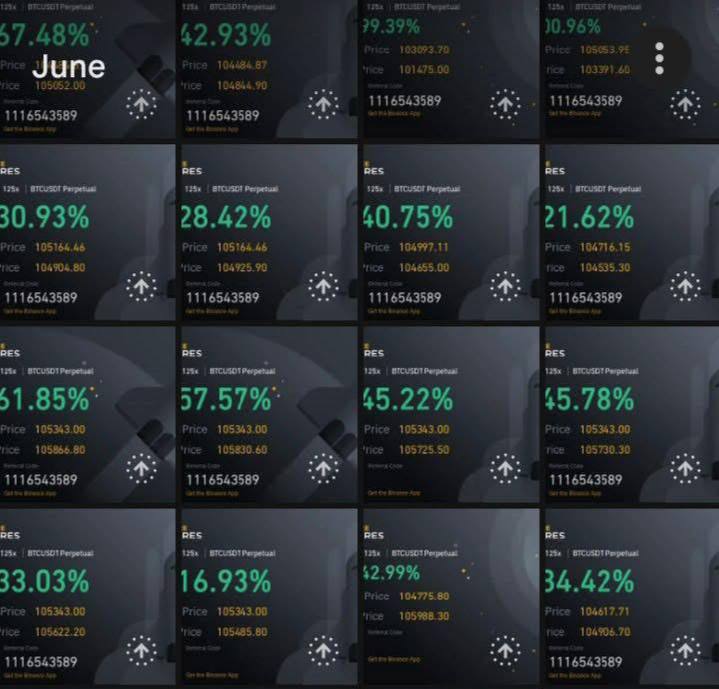 June
125x BTCUSDT Perpetual
67.48%
Price
105052.00
Referral Code
1116543589
Get the Binance App
125x BTCUSDT Perpetual
42.93%
Price 104484.87
Price 104844.90
Referral Code
1116543589
Get the Binance App
125x BTCUSDT Perpetual
99.39%
Price 103093.70
Price 101475.00
Referral Code
1116543589
Get the Binance App
125x BTCUSDT Perpetual
00.96%
Price 105053.95
Price 103391.60
Referral Code
1116543589
Get the Binance App
RES
125x BTCUSDT Perpetual
30.93%
Price 105164.46
Price 104904.80
Referral Code
1116543589
Get the Binance App
RES
125x BTCUSDT Perpetual
28.42%
Price 105164.46
Price 104925.90
Referral Code
1116543589
Get the Binance App
RES
125x BTCUSDT Perpetual
40.75%
Price 104997.11
Price 104655.00
Referral Code
1116543589
Get the Binance App
RES
125x BTCUSDT Perpetual
21.62%
Price 104716.15
Price 104535.30
Referral Code
1116543589
Get the Binance App
RES
125x BTCUSDT Perpetual
61.85%
Price 105343.00
Price 105866.80
Referral Code
1116543589
Get the Binance App
RES
125x BTCUSDT Perpetual
57.57%
Price 105343.00
Price 105830.60
Referral Code
1116543589
Get the Binance App
RES
125x BTCUSDT Perpetual
45.22%
Price 105343.00
Price 105725.50
Referral Code
Get the Binance App
RES
125x BTCUSDT Perpetual
45.78%
Price 105343.00
Price 105730.30
Referral Code
1116543589
Get the Binance App
RES
125x BTCUSDT Perpetual
33.03%
Price 105343.00
Price 105622.20
Referral Code
1116543589
Get the Binance App
RES
125x BTCUSDT Perpetual
16.93%
Price 105343.00
Price 105485.80
Referral Code
Get the Binance App
RES
125x BTCUSDT Perpetual
42.99%
Price 104775.80
Price 105988.30
Referral Code
Get the Binance App
RES
125x BTCUSDT Perpetual
34.42%
Price 104617.71
Price 104906.70
Referral Code
1116543589
Get the Binance App